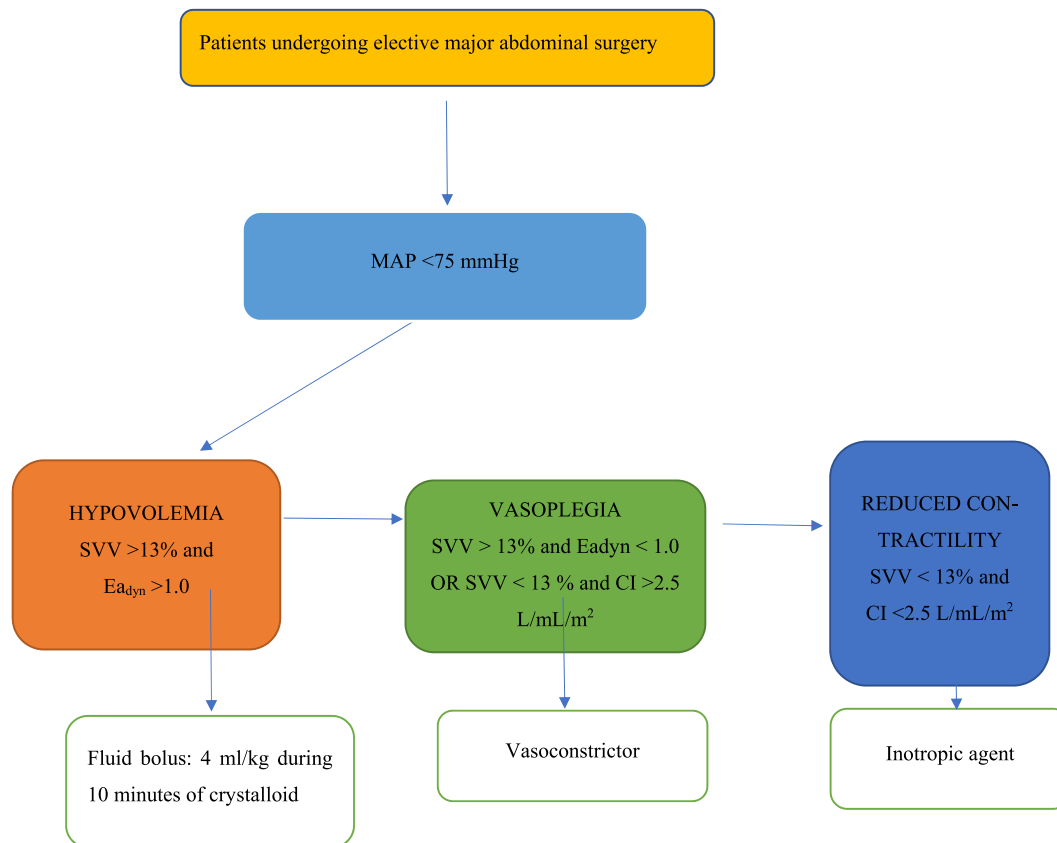 Patients undergoing elective major abdominal surgery
MAP <75 mmHg
HYPOVOLEMIA
SVV >13% and
Eadyn >1.0
VASOPLEGIA
SVV > 13% and Eadyn < 1.0
OR SVV < 13 % and CI >2.5
L/mL/m²
REDUCED CON-
TRACTILITY
SVV < 13% and
CI <2.5 L/mL/m²
Fluid bolus: 4 ml/kg during
10 minutes of crystalloid
Vasoconstrictor
Inotropic agent